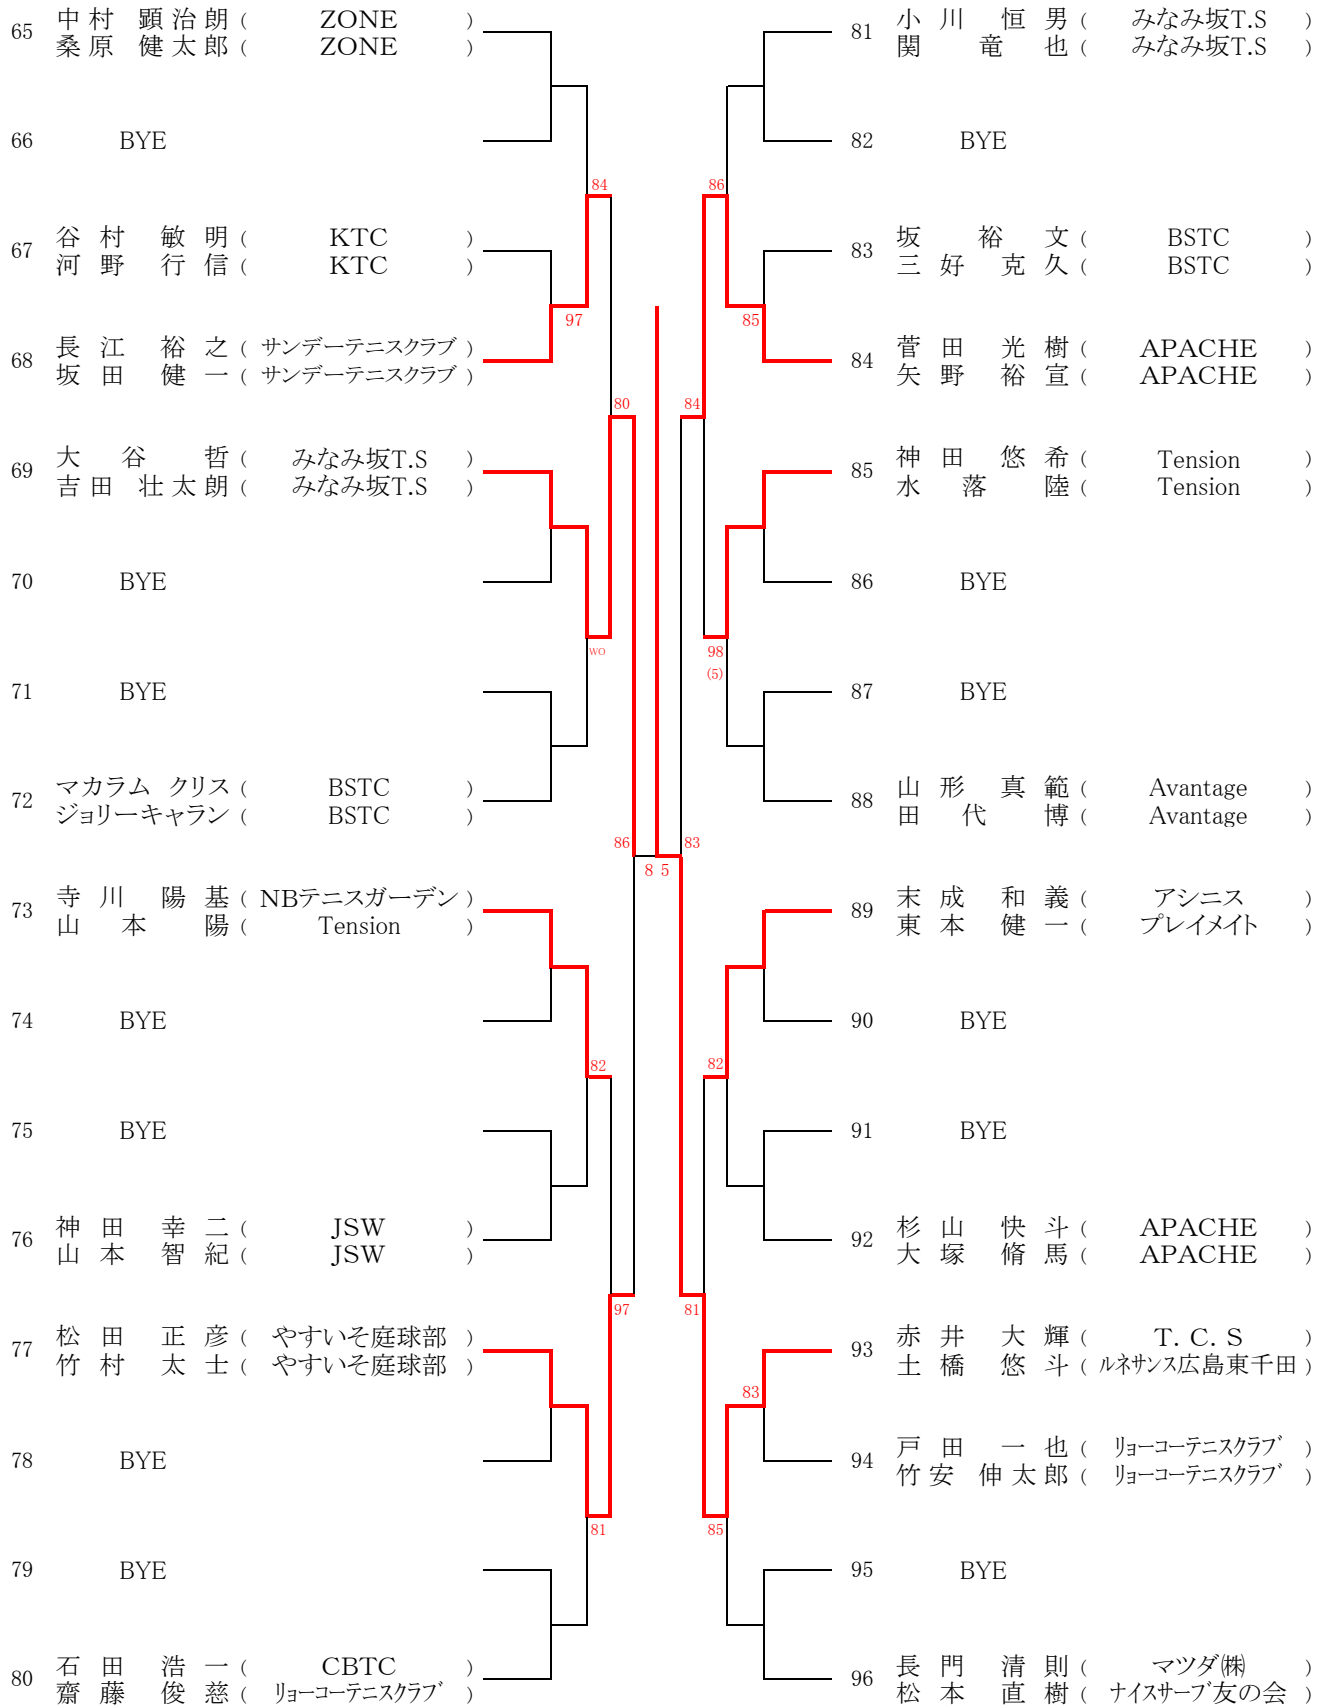 65 中村 顕治朗 ( ZONE )
桑原 健太郎 ( ZONE )
66 BYE
84
67 谷村 敏明 ( KTC )
河野 行信 ( KTC )
97
68 長江 裕之 ( サンデーテニスクラブ )
坂田 健一 ( サンデーテニスクラブ )
80
69 大谷 哲 ( みなみ坂T.S )
吉田 壮太朗 ( みなみ坂T.S )
70 BYE
wo
71 BYE
72 マカラム クリス ( BSTC )
ジョリーキャラン ( BSTC )
86
8 5
73 寺川 陽基 ( NBテニスガーデン )
山本 陽 ( Tension )
74 BYE
82
75 BYE
76 神田 幸二 ( JSW )
山本 智紀 ( JSW )
97
77 松田 正彦 ( やすいそ庭球部 )
竹村 太士 ( やすいそ庭球部 )
78 BYE
81
79 BYE
80 石田 浩一 ( CBTC )
齋藤 俊慈 ( リョーコーテニスクラブ )
81 小川 恒男 ( みなみ坂T.S )
関 竜也 ( みなみ坂T.S )
82 BYE
86
83 坂 裕文 ( BSTC )
三好 克久 ( BSTC )
85
84 菅田 光樹 ( APACHE )
矢野 裕宣 ( APACHE )
84
85 神田 悠希 ( Tension )
水落 陸 ( Tension )
86 BYE
98
(5)
87 BYE
88 山形 真範 ( Avantage )
田代 博 ( Avantage )
83
89 末成 和義 ( アシニス )
東本 健一 ( プレイメイト )
90 BYE
82
91 BYE
92 杉山 快斗 ( APACHE )
大塚 脩馬 ( APACHE )
81
93 赤井 大輝 ( T. C. S )
土橋 悠斗 ( ルネサンス広島東千田 )
83
94 戸田 一也 ( リョーコーテニスクラブ )
竹安 伸太郎 ( リョーコーテニスクラブ )
85
95 BYE
96 長門 清則 ( マツダ㈱ )
松本 直樹 ( ナイスサーブ友の会 )